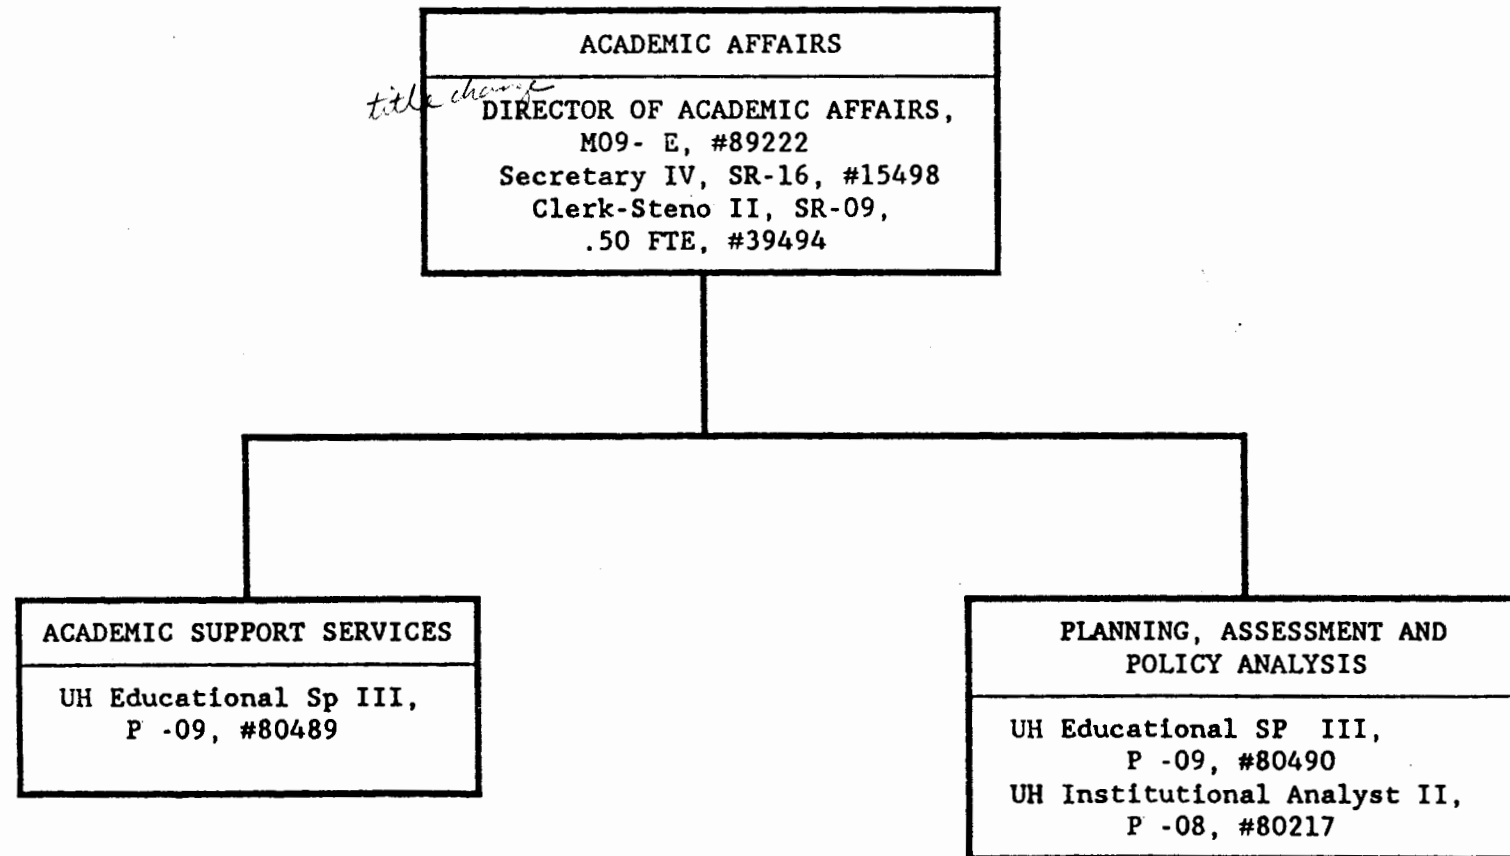 ACADEMIC AFFAIRS
title change
DIRECTOR OF ACADEMIC AFFAIRS,
M09- E, #89222
Secretary IV, SR-16, #15498
Clerk-Steno II, SR-09,
.50 FTE, #39494
ACADEMIC SUPPORT SERVICES
UH Educational Sp III,
P -09, #80489
PLANNING, ASSESSMENT AND
POLICY ANALYSIS
UH Educational SP III,
P -09, #80490
UH Institutional Analyst II,
P -08, #80217